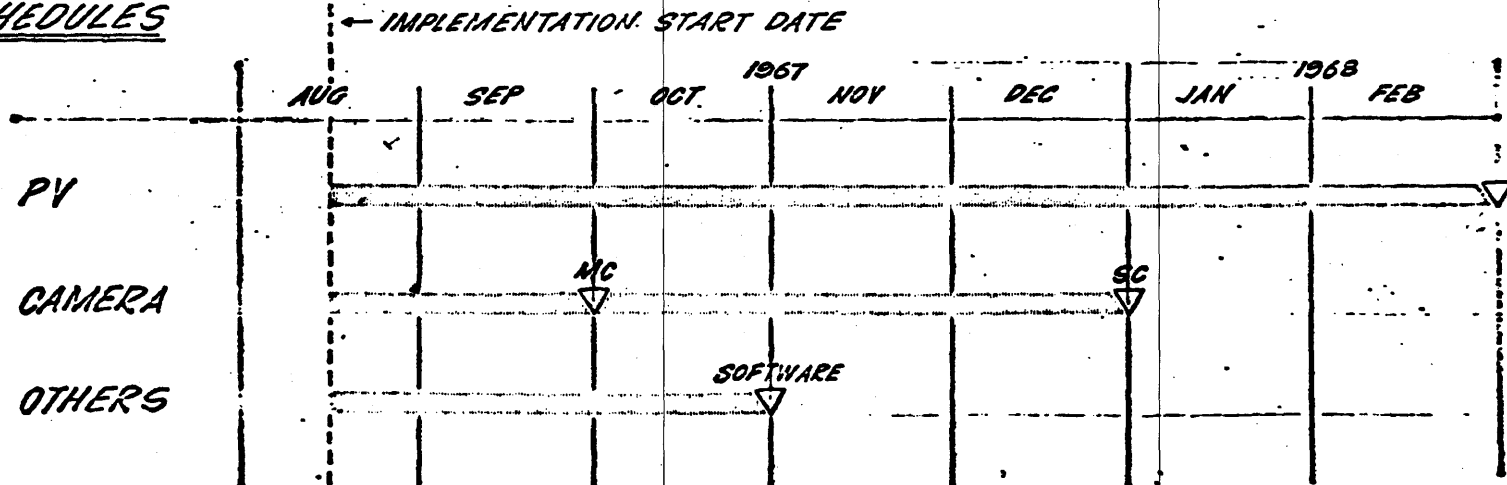 HEDULES
← IMPLEMENTATION START DATE
1967 1968
AUG SEP OCT NOV DEC JAN FEB
PV
MC SC
CAMERA
SOFTWARE
OTHERS